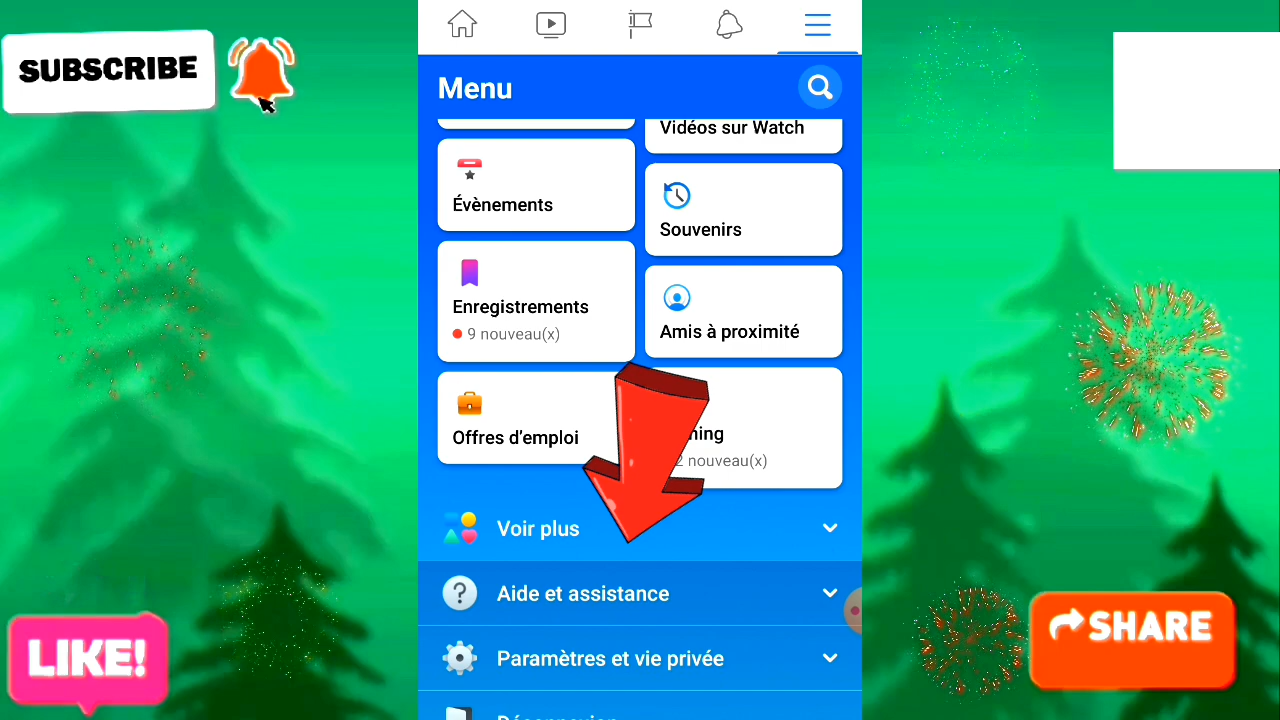 SUBSCRIBE
Menu
Vidéos sur Watch
Évènements
Souvenirs
Enregistrements
9 nouveau(x)
Amis à proximité
Offres d'emploi
2 nouveau(x)
Voir plus
Aide et assistance
Paramètres et vie privée
LIKE!
SHARE